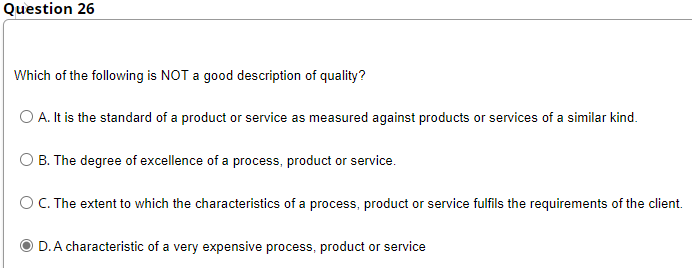 Question 26
Which of the following is NOT a good description of quality?
A. It is the standard of a product or service as measured against products or services of a similar kind.
B. The degree of excellence of a process, product or service.
C. The extent to which the characteristics of a process, product or service fulfils the requirements of the client.
D. A characteristic of a very expensive process, product or service